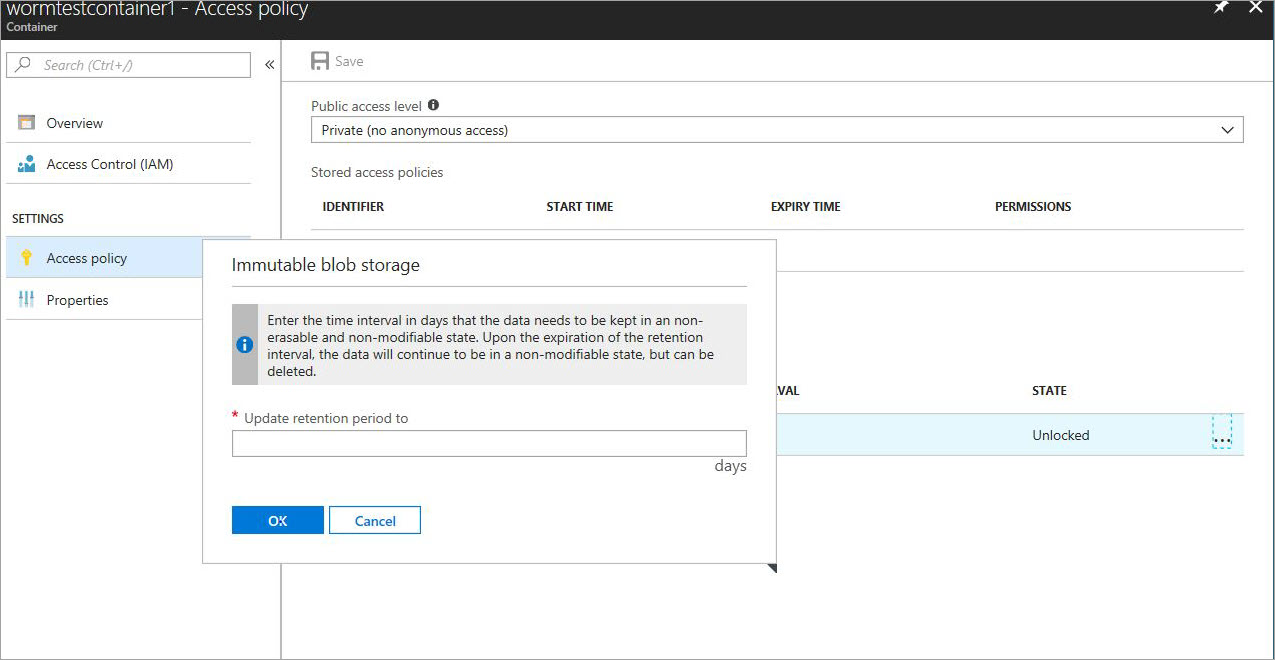 wormtestcontainer1 - Access policy
Container
Search (Ctrl+/)
«
Overview
Access Control (IAM)
SETTINGS
Access policy
Properties
Save
Public access level
Private (no anonymous access)
Stored access policies
IDENTIFIER START TIME EXPIRY TIME PERMISSIONS
Immutable blob storage
Enter the time interval in days that the data needs to be kept in an non-
erasable and non-modifiable state. Upon the expiration of the retention
interval, the data will continue to be in a non-modifiable state, but can be
deleted.
* Update retention period to
days
OK Cancel
VAL STATE
Unlocked ...